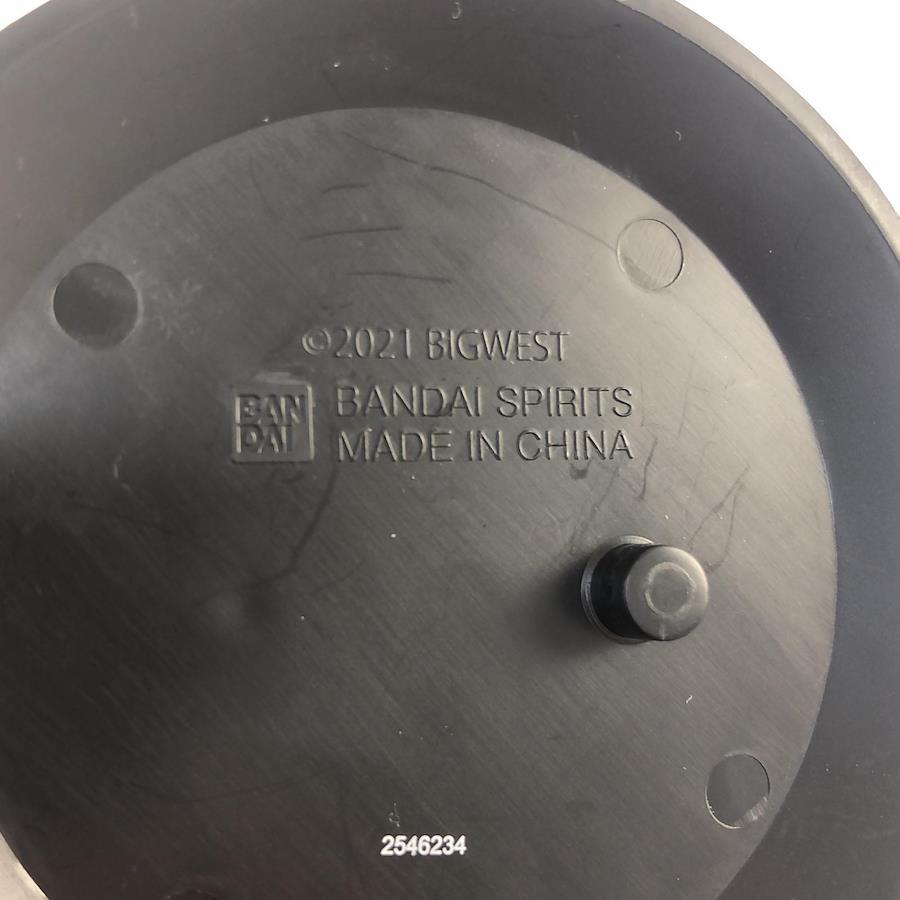 ©2021 BIGWEST
BAN
DAI
BANDAI SPIRITS
MADE IN CHINA
2546234